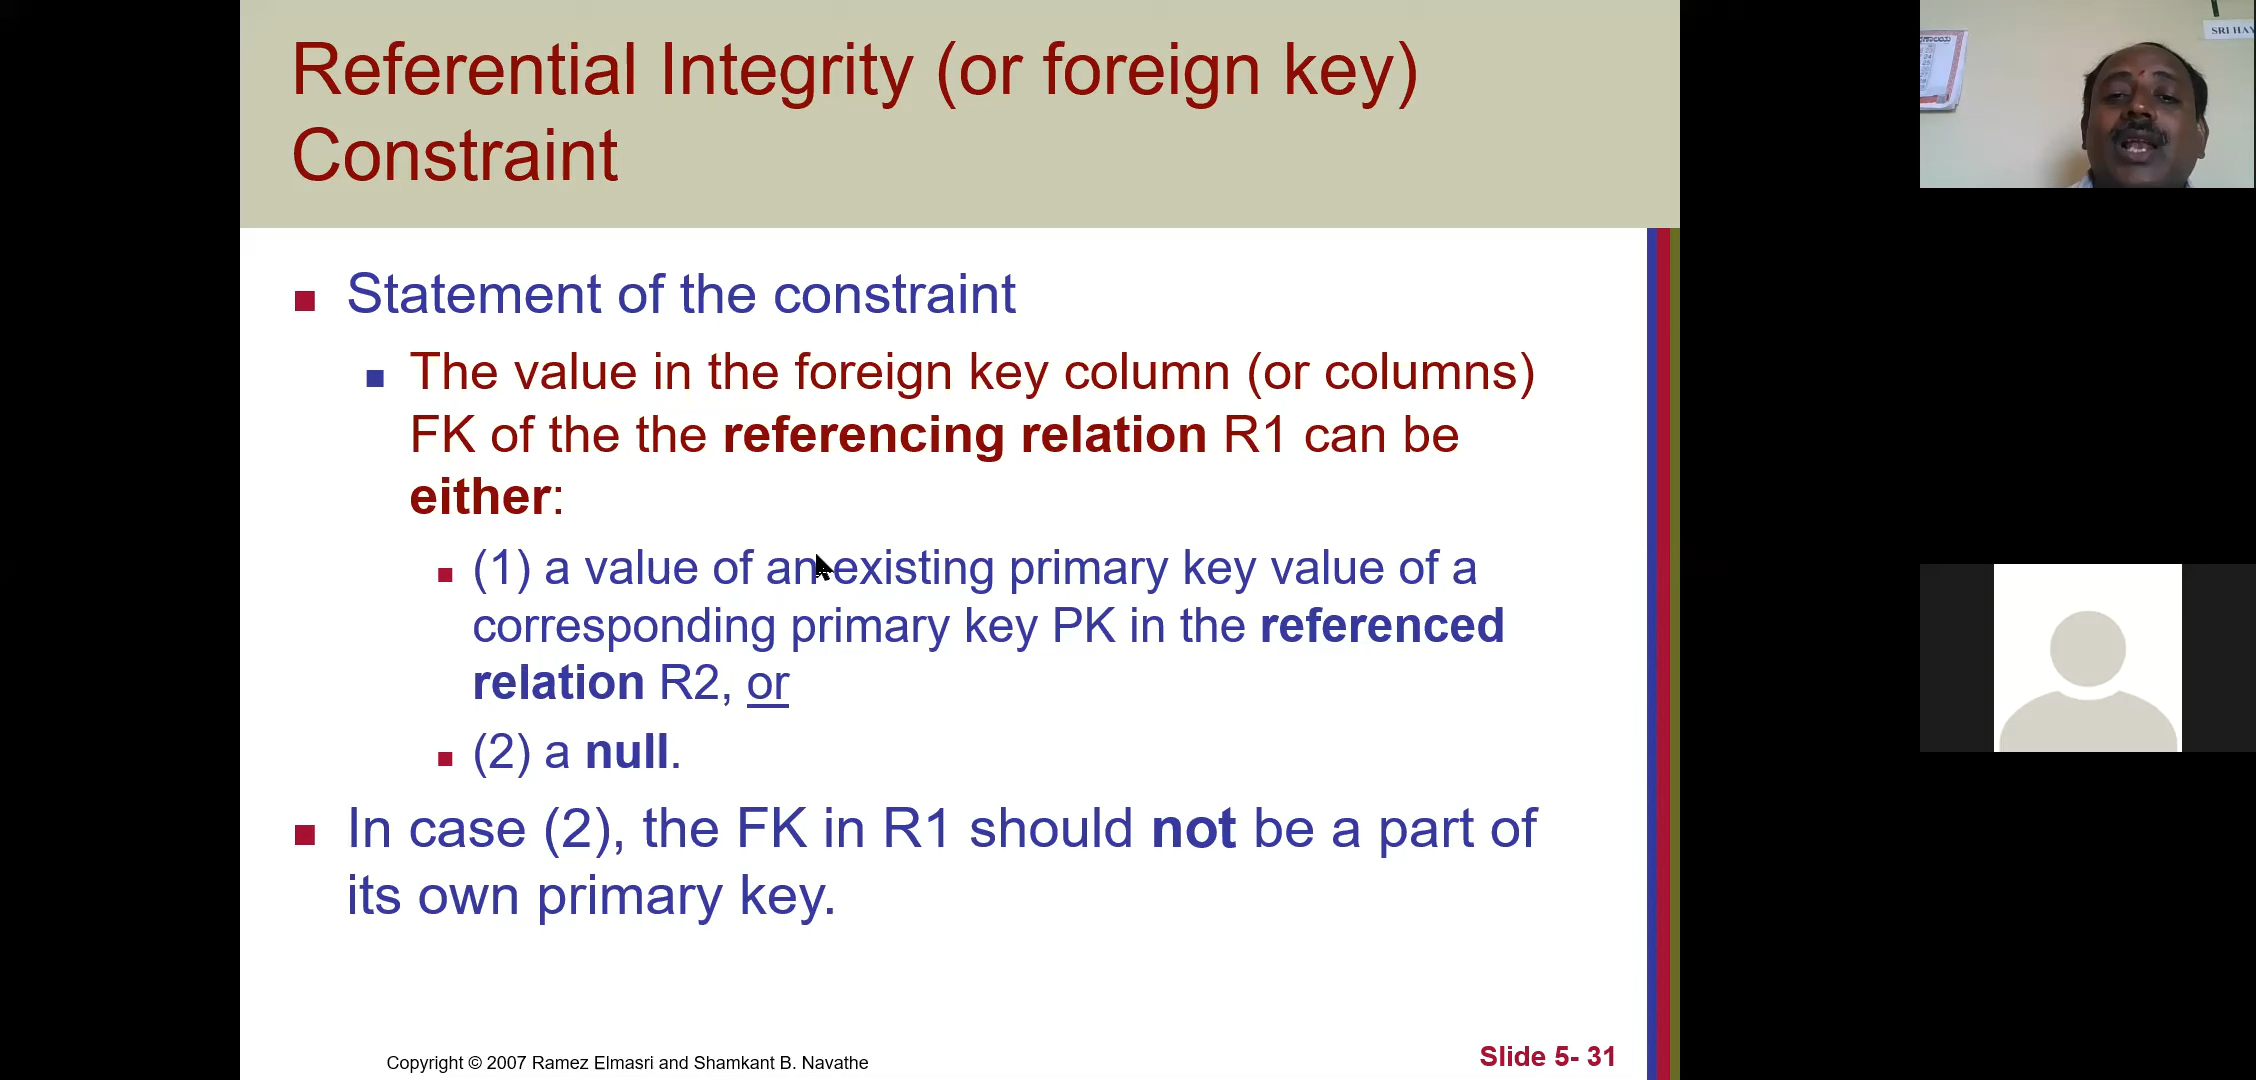 Referential Integrity (or foreign key)
Constraint
Statement of the constraint
The value in the foreign key column (or columns)
FK of the the referencing relation R1 can be
either:
(1) a value of an existing primary key value of a
corresponding primary key PK in the referenced
relation R2, or
(2) a null.
In case (2), the FK in R1 should not be a part of
its own primary key.
Copyright © 2007 Ramez Elmasri and Shamkant B. Navathe
Slide 5- 31
SRI HAY